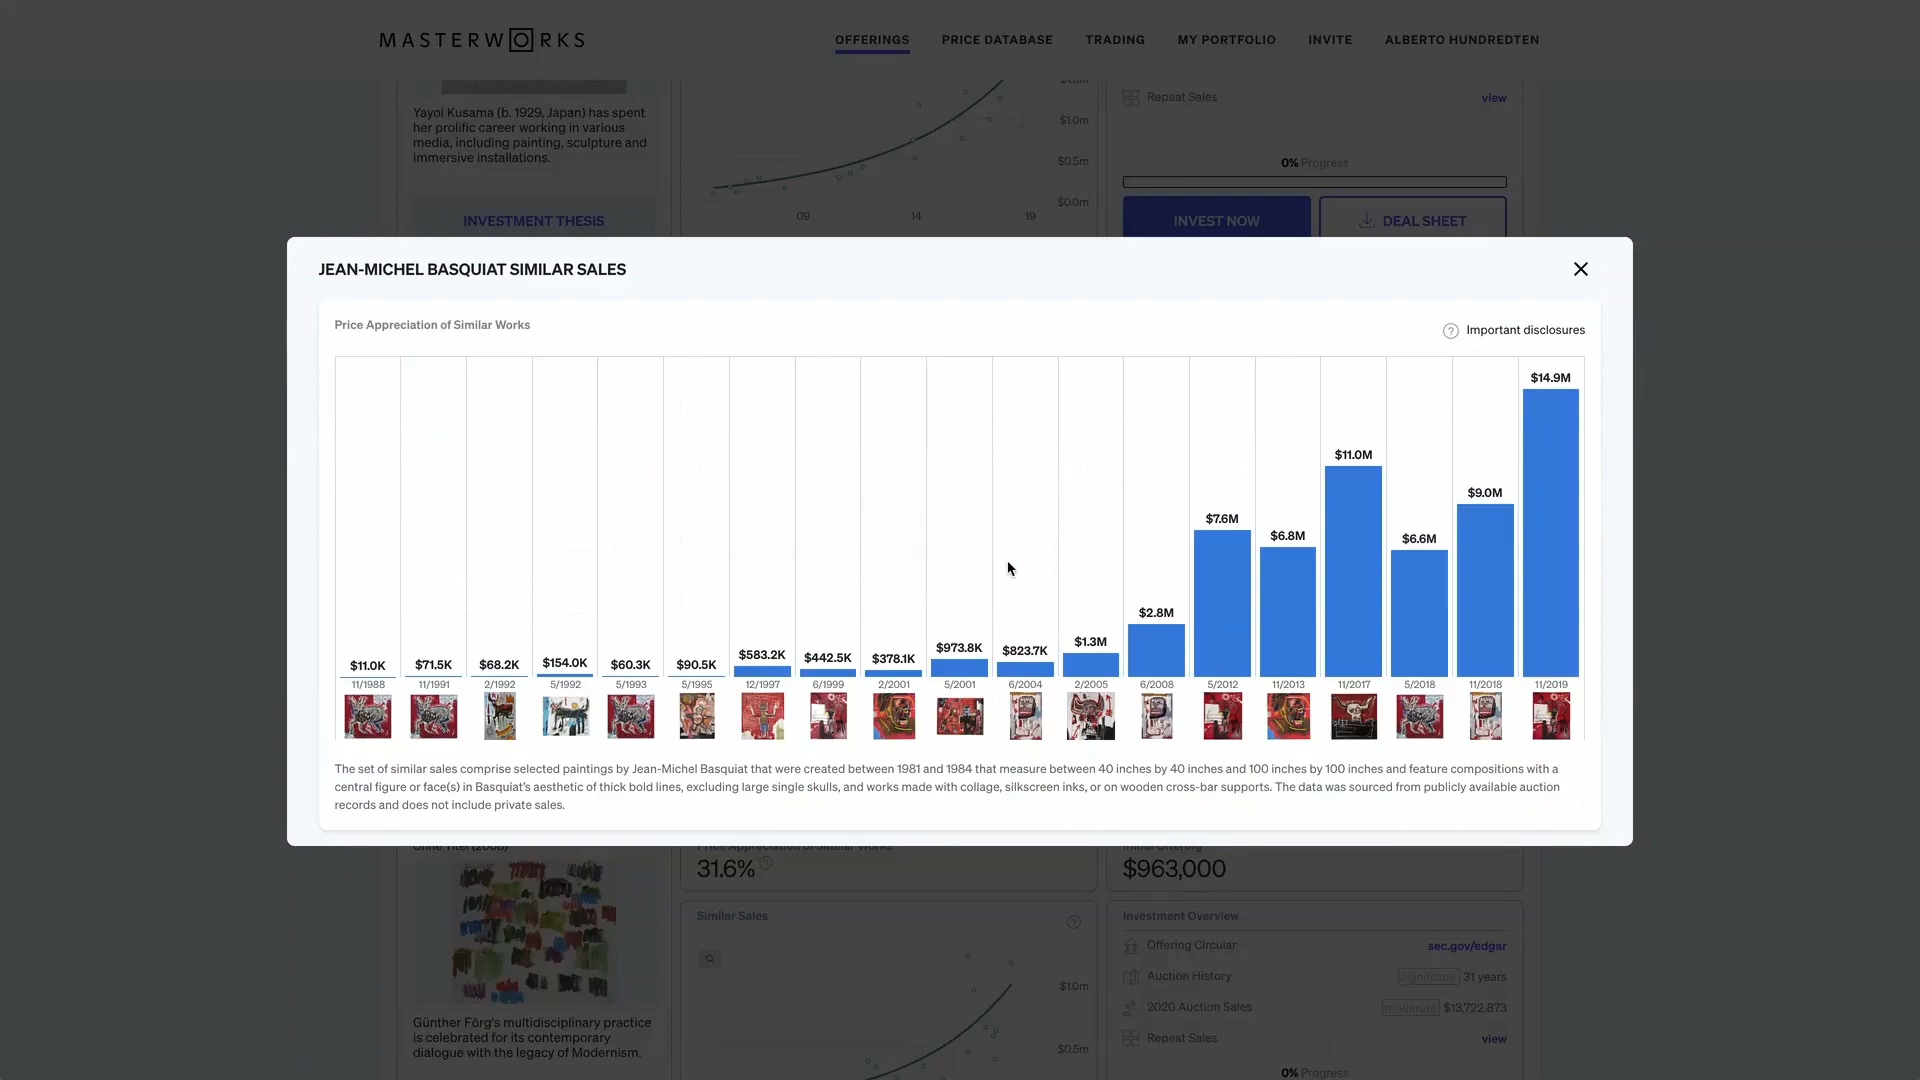 MASTERWORKS
OFFERINGS PRICE DATABASE TRADING MY PORTFOLIO INVITE ALBERTO HUNDREDTEN
Yayoi Kusama (b. 1929, Japan) has spent
her prolific career working in various
media, including painting, sculpture and
immersive installations.
INVESTMENT THESIS
$1.0m
$0.5m
$0.0m
09 14 19
Repeat Sales view
0% Progress
INVEST NOW DEAL SHEET
JEAN-MICHEL BASQUIAT SIMILAR SALES
Price Appreciation of Similar Works
? Important disclosures
$11.0K $71.5K $68.2K $154.0K $60.3K $90.5K $583.2K $442.5K $378.1K $973.8K $823.7K $1.3M $2.8M $7.6M $6.8M $11.0M $6.6M $9.0M $14.9M
11/1988 11/1991 2/1992 5/1992 5/1993 5/1995 12/1997 6/1999 2/2001 5/2001 6/2004 2/2005 6/2008 5/2012 11/2013 11/2017 5/2018 11/2018 11/2019
The set of similar sales comprise selected paintings by Jean-Michel Basquiat that were created between 1981 and 1984 that measure between 40 inches by 40 inches and 100 inches by 100 inches and feature compositions with a
central figure or face(s) in Basquiat's aesthetic of thick bold lines, excluding large single skulls, and works made with collage, silkscreen inks, or on wooden cross-bar supports. The data was sourced from publicly available auction
records and does not include private sales.
Price Appreciation of Similar Works
31.6% ?
Initial Offering
$963,000
Günther Förg's multidisciplinary practice
is celebrated for its contemporary
dialogue with the legacy of Modernism.
Similar Sales ?
$1.0m
$0.5m
Investment Overview
Offering Circular sec.gov/edgar
Auction History significant 31 years
2020 Auction Sales moderate $13,722,873
Repeat Sales view
0% Progress